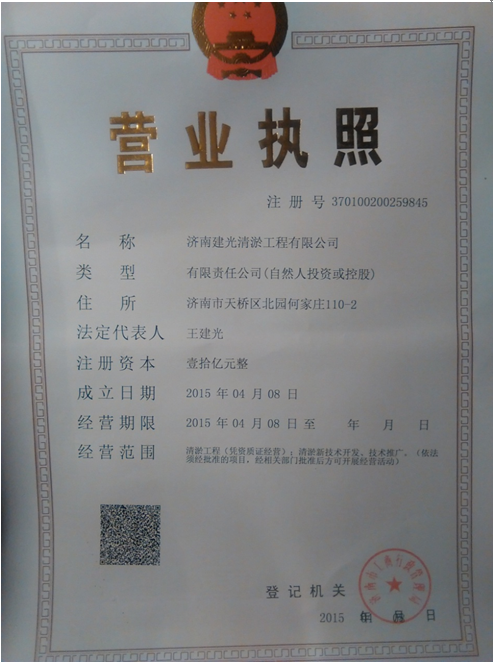 营业执照
注册号 370100200259845
名称 济南建光清淤工程有限公司
类型 有限责任公司(自然人投资或控股)
住所 济南市天桥区北园何家庄110-2
法定代表人 王建光
注册资本 壹拾亿元整
成立日期 2015 年 04 月 08 日
经营期限 2015 年 04 月 08 日 至 年 月 日
经营范围 清淤工程（凭资质证经营）；清淤新技术开发、技术推广。（依法
须经批准的项目，经相关部门批准后方可开展经营活动）
登记机关
2015 年 月 日